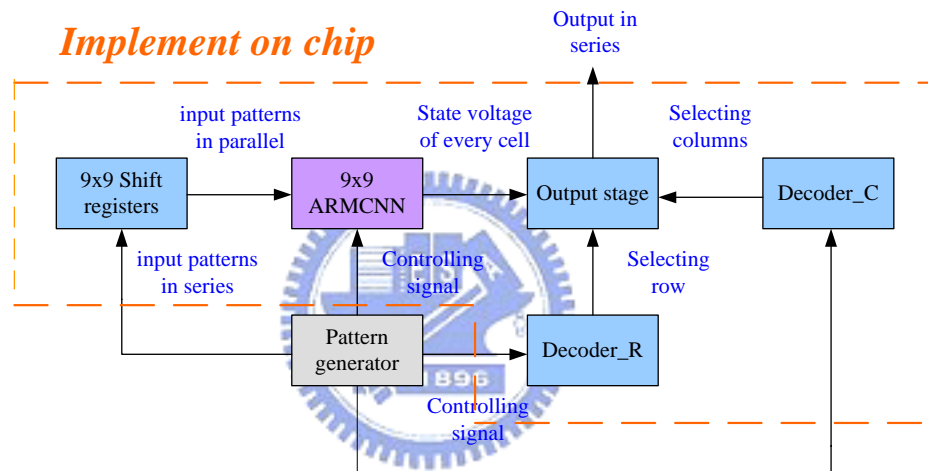 Implement on chip
Output in
series
input patterns
in parallel
State voltage
of every cell
Selecting
columns
9x9 Shift
registers
9x9
ARMCNN
Output stage
Decoder_C
input patterns
in series
Controlling
signal
Selecting
row
Pattern
generator
Decoder_R
1896
Controlling
signal